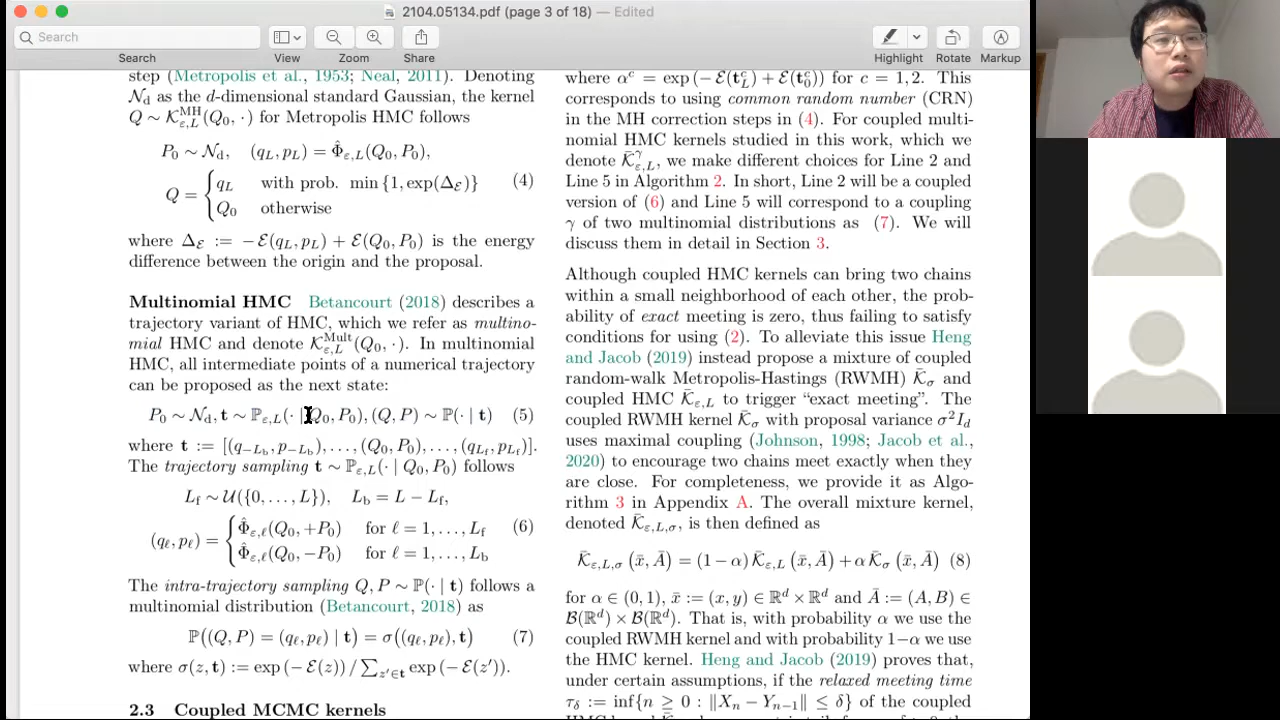 2104.05134.pdf (page 3 of 18) — Edited
Search
Search
View
Zoom
Share
Highlight
Rotate
Markup
step (Metropolis et al., 1953; Neal, 2011). Denoting
𝒩d as the d-dimensional standard Gaussian, the kernel
Q ∼ 𝒦^MH_ε,L(Q0, ·) for Metropolis HMC follows
P0 ∼ 𝒩d, (qL, pL) = Φ̂ε,L(Q0, P0),
Q = { qL with prob. min {1, exp(Δℰ)}
Q0 otherwise (4)
where Δℰ := −ℰ(qL, pL) + ℰ(Q0, P0) is the energy
difference between the origin and the proposal.
Multinomial HMC Betancourt (2018) describes a
trajectory variant of HMC, which we refer as multino-
mial HMC and denote 𝒦^Mult_ε,L(Q0, ·). In multinomial
HMC, all intermediate points of a numerical trajectory
can be proposed as the next state:
P0 ∼ 𝒩d, t ∼ ℙε,L(· | Q0, P0), (Q, P) ∼ ℙ(· | t) (5)
where t := [(q−Lb, p−Lb), . . . , (Q0, P0), . . . , (qLf, pLf)].
The trajectory sampling t ∼ ℙε,L(· | Q0, P0) follows
Lf ∼ 𝒰({0, . . . , L}), Lb = L − Lf,
(qℓ, pℓ) = { Φ̂ε,ℓ(Q0, +P0) for ℓ = 1, . . . , Lf
Φ̂ε,ℓ(Q0, −P0) for ℓ = 1, . . . , Lb (6)
The intra-trajectory sampling Q, P ∼ ℙ(· | t) follows a
multinomial distribution (Betancourt, 2018) as
ℙ((Q, P) = (qℓ, pℓ) | t) = σ((qℓ, pℓ), t) (7)
where σ(z, t) := exp (− ℰ(z)) / ∑z′∈t exp (− ℰ(z′)).
2.3 Coupled MCMC kernels
where α^c = exp (− ℰ(t^c_L) + ℰ(t^c_0)) for c = 1, 2. This
corresponds to using common random number (CRN)
in the MH correction steps in (4). For coupled multi-
nomial HMC kernels studied in this work, which we
denote 𝒦̄^γ_ε,L, we make different choices for Line 2 and
Line 5 in Algorithm 2. In short, Line 2 will be a coupled
version of (6) and Line 5 will correspond to a coupling
γ of two multinomial distributions as (7). We will
discuss them in detail in Section 3.
Although coupled HMC kernels can bring two chains
within a small neighborhood of each other, the prob-
ability of exact meeting is zero, thus failing to satisfy
conditions for using (2). To alleviate this issue Heng
and Jacob (2019) instead propose a mixture of coupled
random-walk Metropolis-Hastings (RWMH) 𝒦̄σ and
coupled HMC 𝒦̄ε,L to trigger “exact meeting”. The
coupled RWMH kernel 𝒦̄σ with proposal variance σ²Id
uses maximal coupling (Johnson, 1998; Jacob et al.,
2020) to encourage two chains meet exactly when they
are close. For completeness, we provide it as Algo-
rithm 3 in Appendix A. The overall mixture kernel,
denoted 𝒦̄ε,L,σ, is then defined as
𝒦̄ε,L,σ (x̄, Ā) = (1−α) 𝒦̄ε,L (x̄, Ā) + α 𝒦̄σ (x̄, Ā) (8)
for α ∈ (0, 1), x̄ := (x, y) ∈ ℝ^d × ℝ^d and Ā := (A, B) ∈
ℬ(ℝ^d) × ℬ(ℝ^d). That is, with probability α we use the
coupled RWMH kernel and with probability 1−α we use
the HMC kernel. Heng and Jacob (2019) proves that,
under certain assumptions, if the relaxed meeting time
τδ := inf{n ≥ 0 : ‖Xn − Yn−1‖ ≤ δ} of the coupled